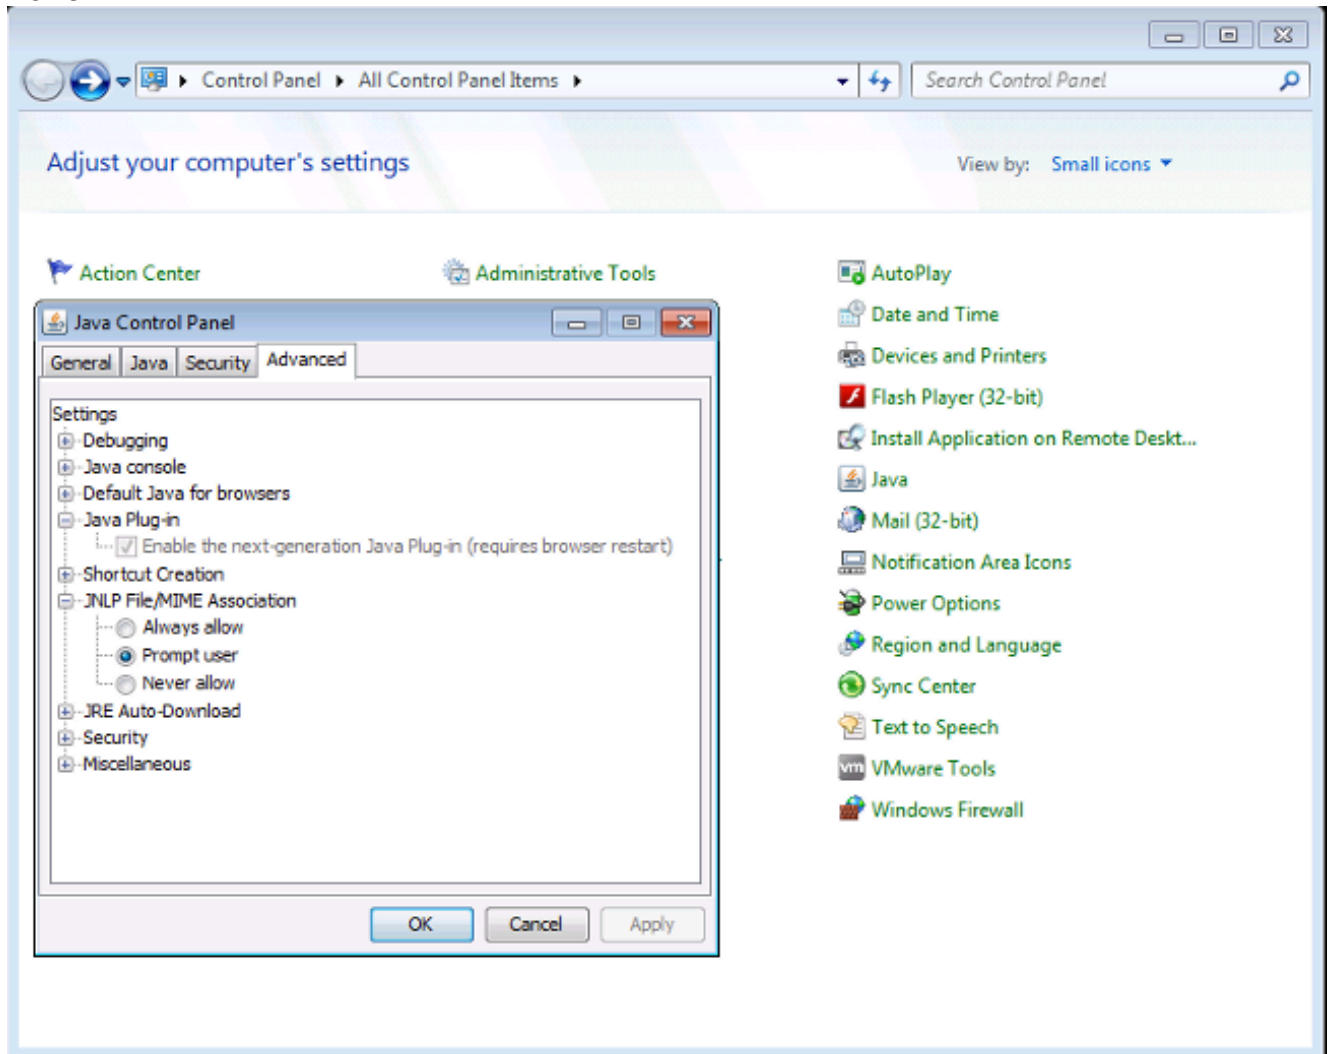 Control Panel ▸ All Control Panel Items ▸
Search Control Panel
Adjust your computer's settings
View by: Small icons
Action Center
Administrative Tools
AutoPlay
Date and Time
Devices and Printers
Flash Player (32-bit)
Install Application on Remote Deskt...
Java
Mail (32-bit)
Notification Area Icons
Power Options
Region and Language
Sync Center
Text to Speech
vm VMware Tools
Windows Firewall
Java Control Panel
General Java Security Advanced
Settings
Debugging
Java console
Default Java for browsers
Java Plug-in
Enable the next-generation Java Plug-in (requires browser restart)
Shortcut Creation
JNLP File/MIME Association
Always allow
Prompt user
Never allow
JRE Auto-Download
Security
Miscellaneous
OK Cancel Apply